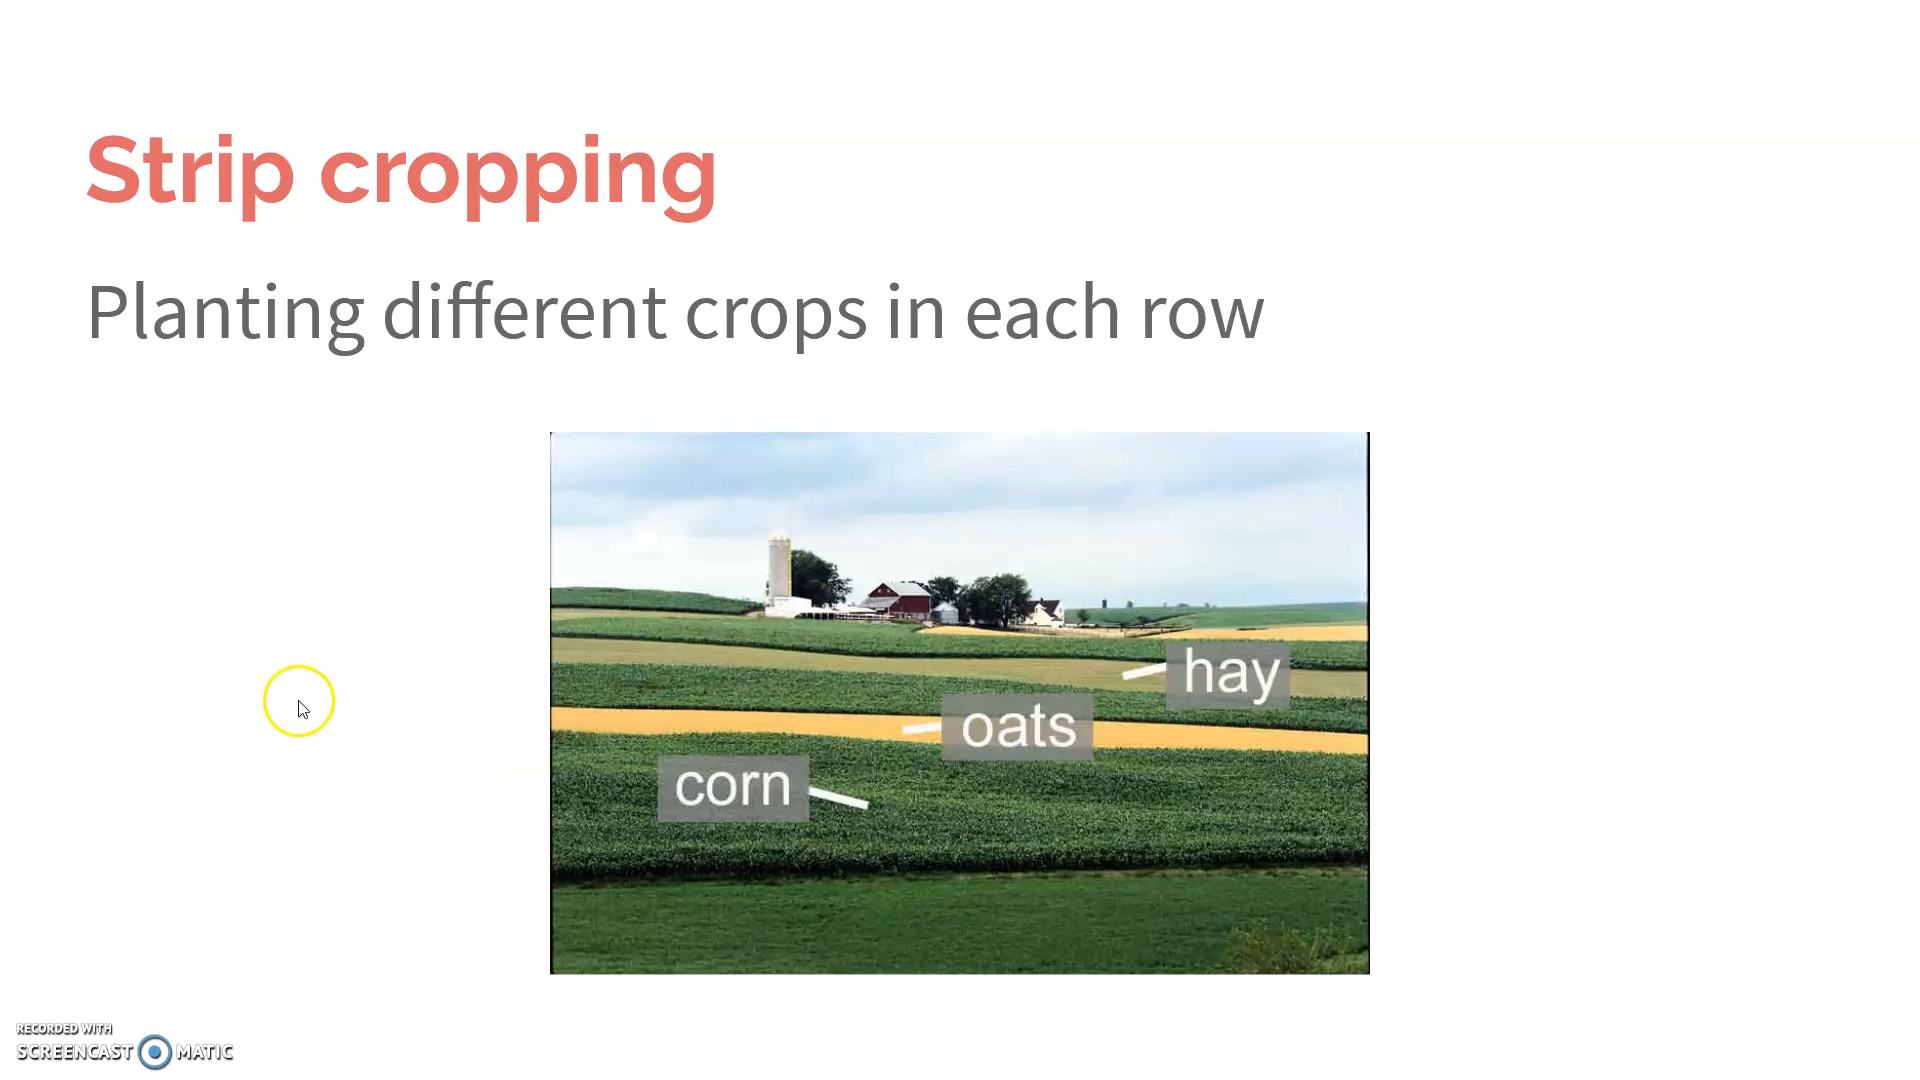 Strip cropping
Planting different crops in each row
hay
oats
corn
RECORDED WITH
SCREENCAST MATIC